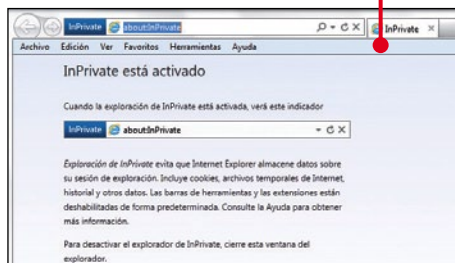 InPrivate about:InPrivate InPrivate
Archivo Edición Ver Favoritos Herramientas Ayuda
InPrivate está activado
Cuando la exploración de InPrivate está activada, verá este indicador
InPrivate about:InPrivate
Exploración de InPrivate evita que Internet Explorer almacene datos sobre
su sesión de exploración. Incluye cookies, archivos temporales de Internet,
historial y otros datos. Las barras de herramientas y las extensiones están
deshabilitadas de forma predeterminada. Consulte la Ayuda para obtener
más información.
Para desactivar el explorador de InPrivate, cierre esta ventana del
explorador.